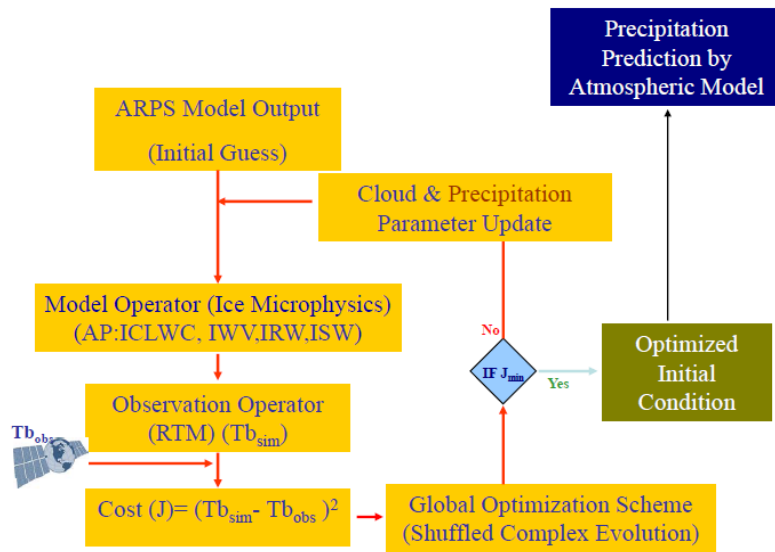 Precipitation
Prediction by
Atmospheric Model
ARPS Model Output
(Initial Guess)
Cloud & Precipitation
Parameter Update
Model Operator (Ice Microphysics)
(AP:ICLWC, IWV,IRW,ISW)
No
IF Jmin
Yes
Optimized
Initial
Condition
Observation Operator
(RTM) (Tbsim)
Tbobs
Cost (J)= (Tbsim- Tbobs )2
Global Optimization Scheme
(Shuffled Complex Evolution)